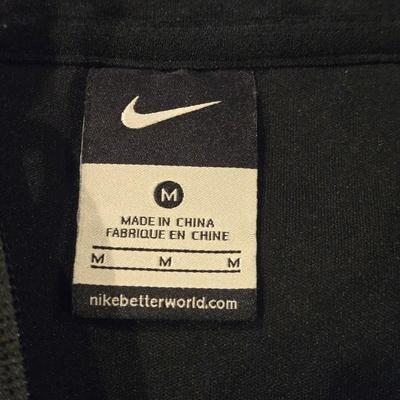 M
MADE IN CHINA
FABRIQUE EN CHINE
M M M
nikebetterworld.com